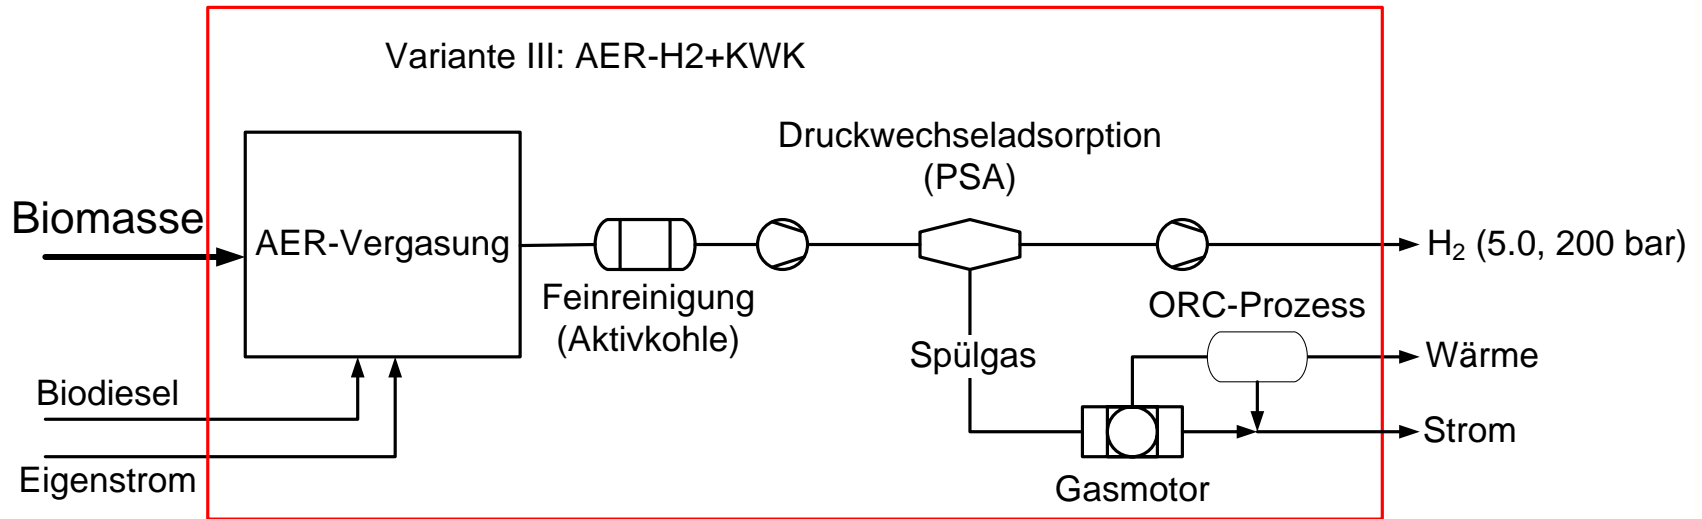 Variante III: AER-H2+KWK
Druckwechseladsorption
(PSA)
Biomasse
AER-Vergasung
H₂ (5.0, 200 bar)
Feinreinigung
(Aktivkohle)
ORC-Prozess
Spülgas
Wärme
Biodiesel
Strom
Eigenstrom
Gasmotor